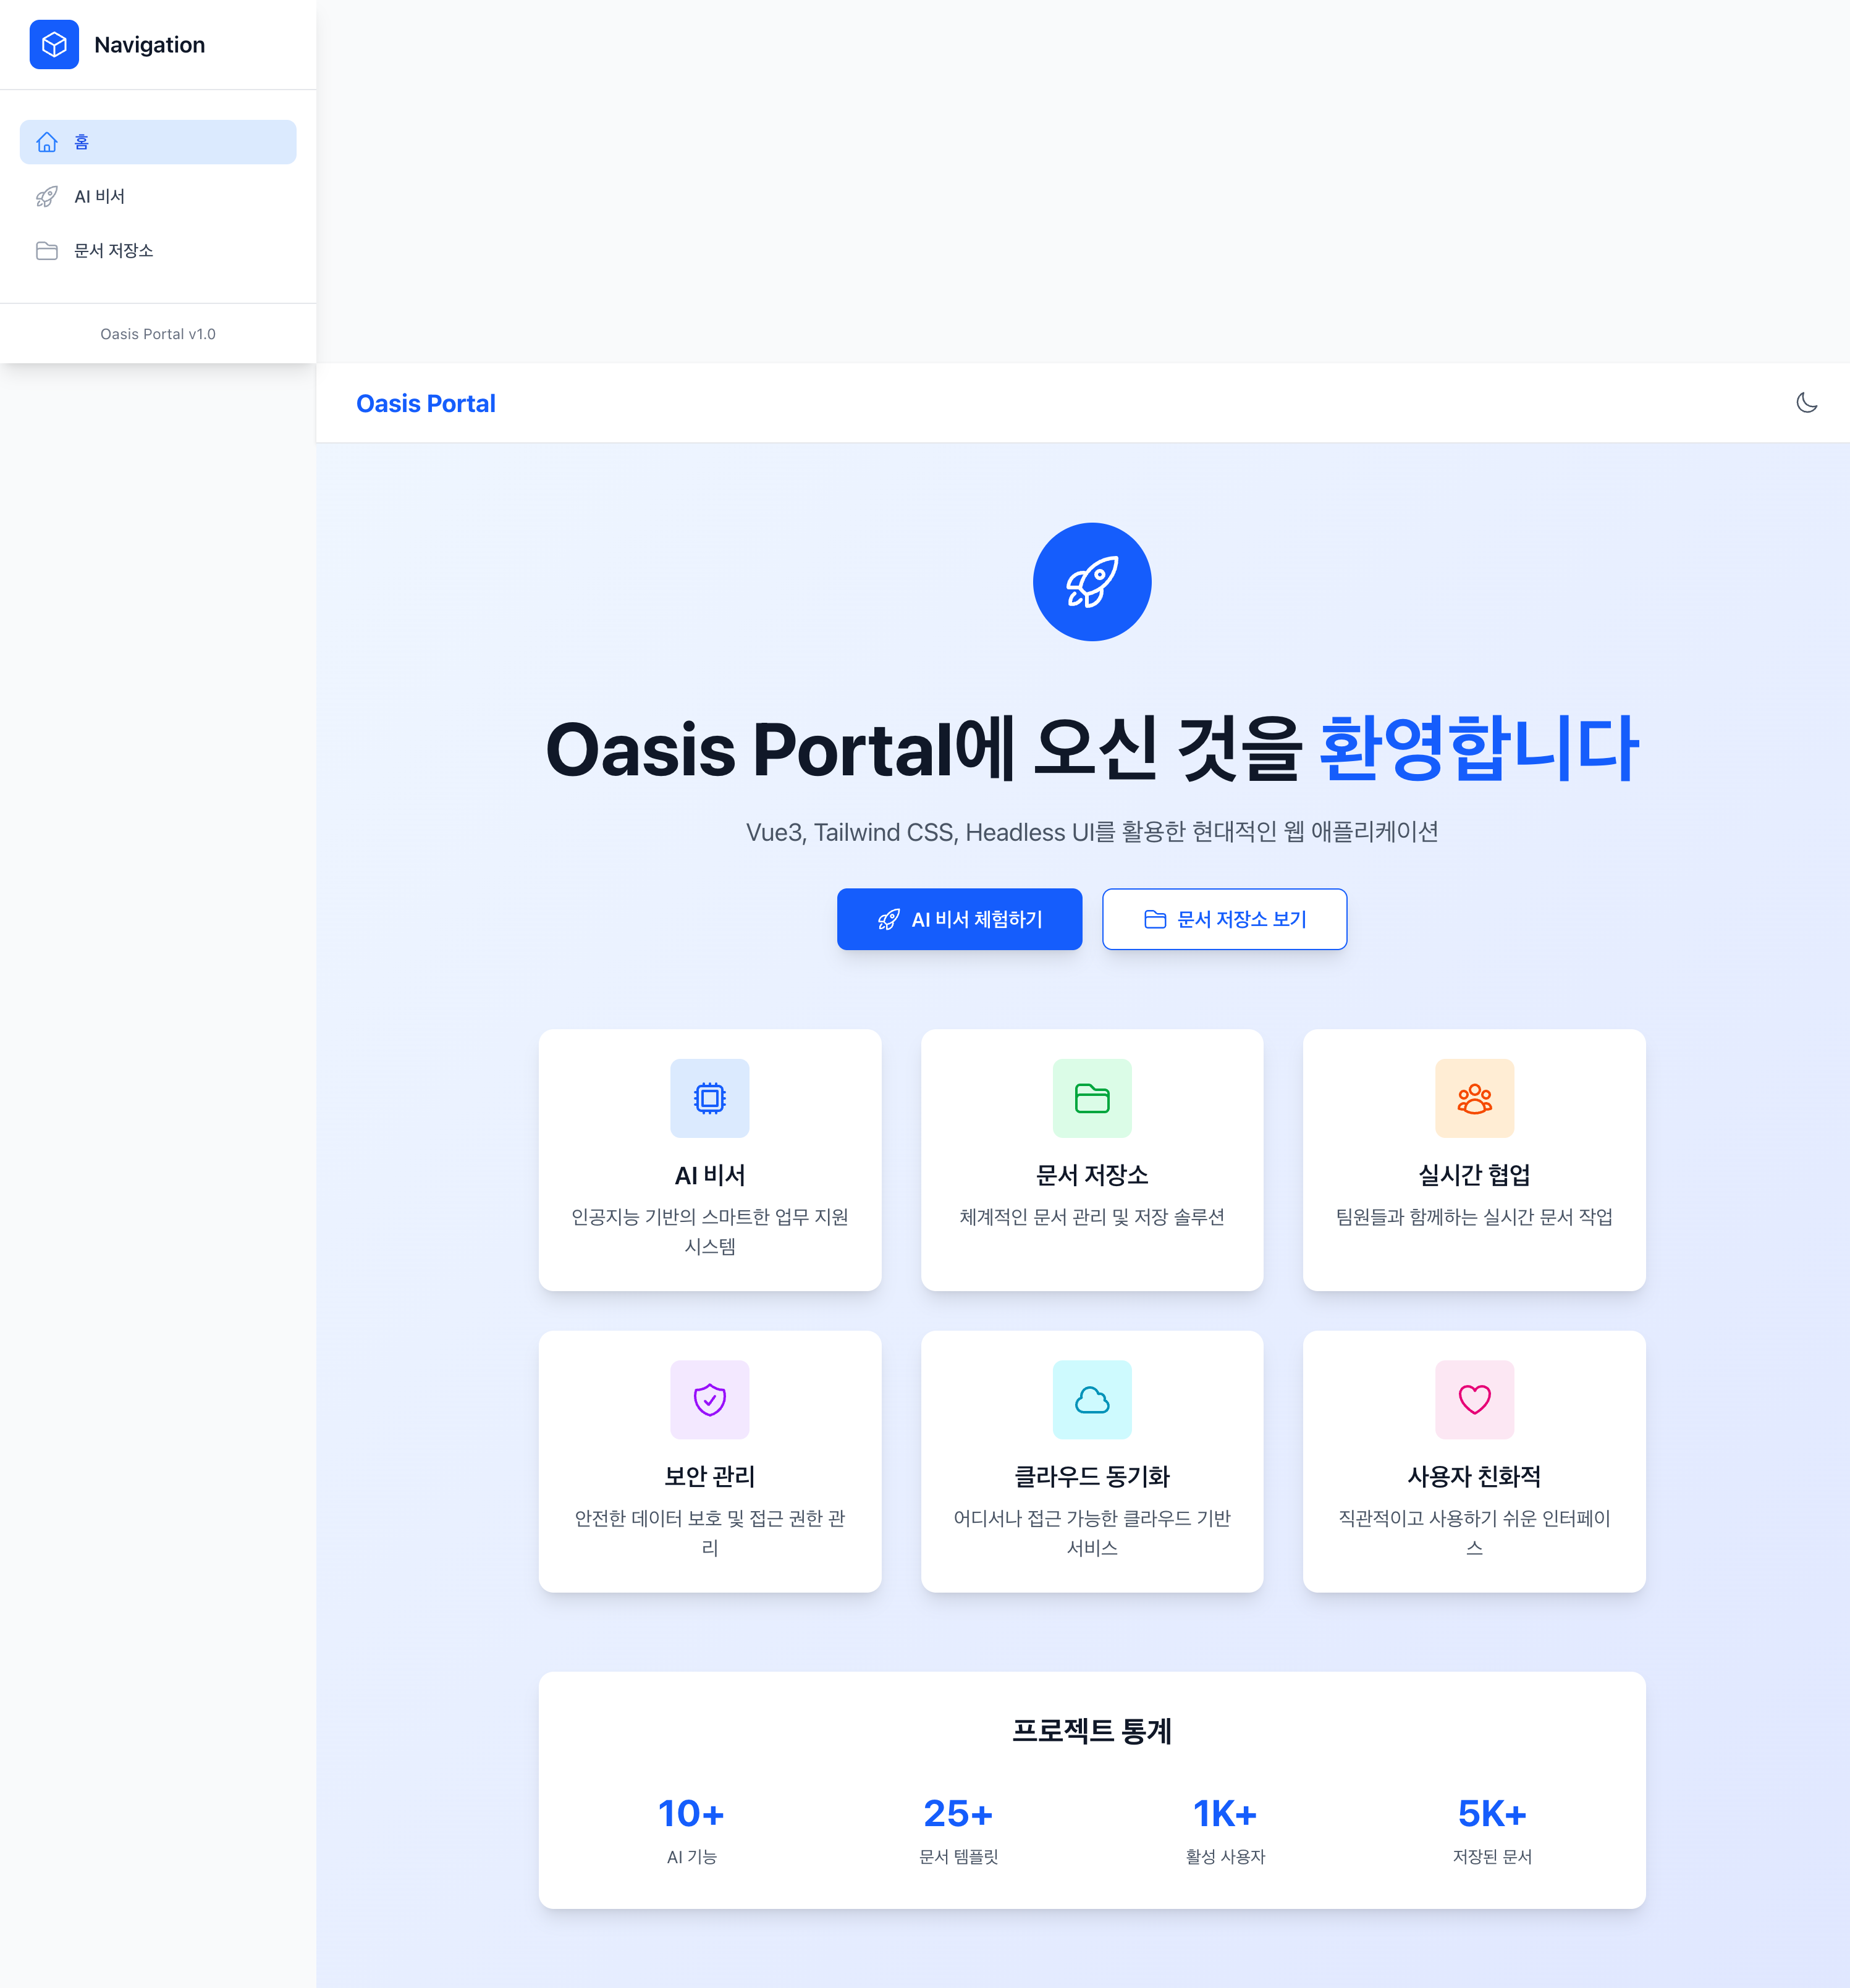 Navigation
홈
AI 비서
문서 저장소
Oasis Portal v1.0
Oasis Portal
Oasis Portal에 오신 것을 환영합니다
Vue3, Tailwind CSS, Headless UI를 활용한 현대적인 웹 애플리케이션
AI 비서 체험하기
문서 저장소 보기
AI 비서
인공지능 기반의 스마트한 업무 지원
시스템
문서 저장소
체계적인 문서 관리 및 저장 솔루션
실시간 협업
팀원들과 함께하는 실시간 문서 작업
보안 관리
안전한 데이터 보호 및 접근 권한 관
리
클라우드 동기화
어디서나 접근 가능한 클라우드 기반
서비스
사용자 친화적
직관적이고 사용하기 쉬운 인터페이
스
프로젝트 통계
10+
AI 기능
25+
문서 템플릿
1K+
활성 사용자
5K+
저장된 문서